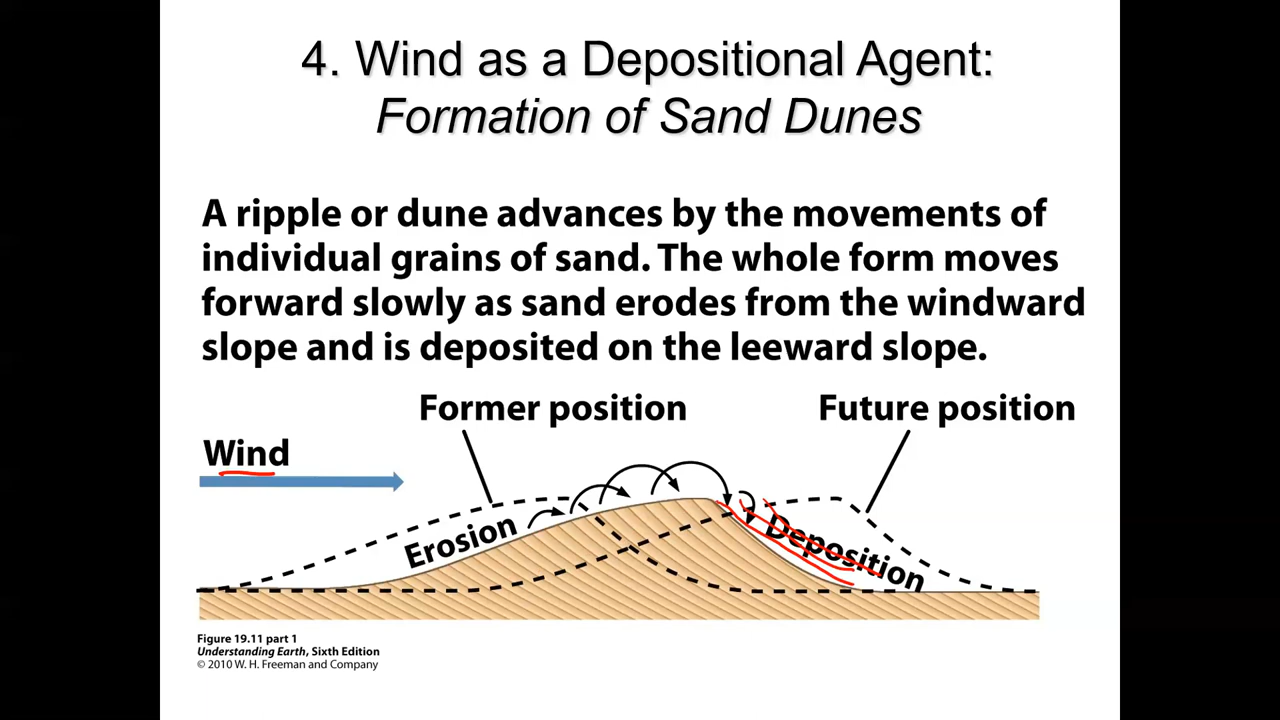 4. Wind as a Depositional Agent:
Formation of Sand Dunes
A ripple or dune advances by the movements of
individual grains of sand. The whole form moves
forward slowly as sand erodes from the windward
slope and is deposited on the leeward slope.
Former position
Future position
Wind
Erosion
Deposition
Figure 19.11 part 1
Understanding Earth, Sixth Edition
© 2010 W. H. Freeman and Company